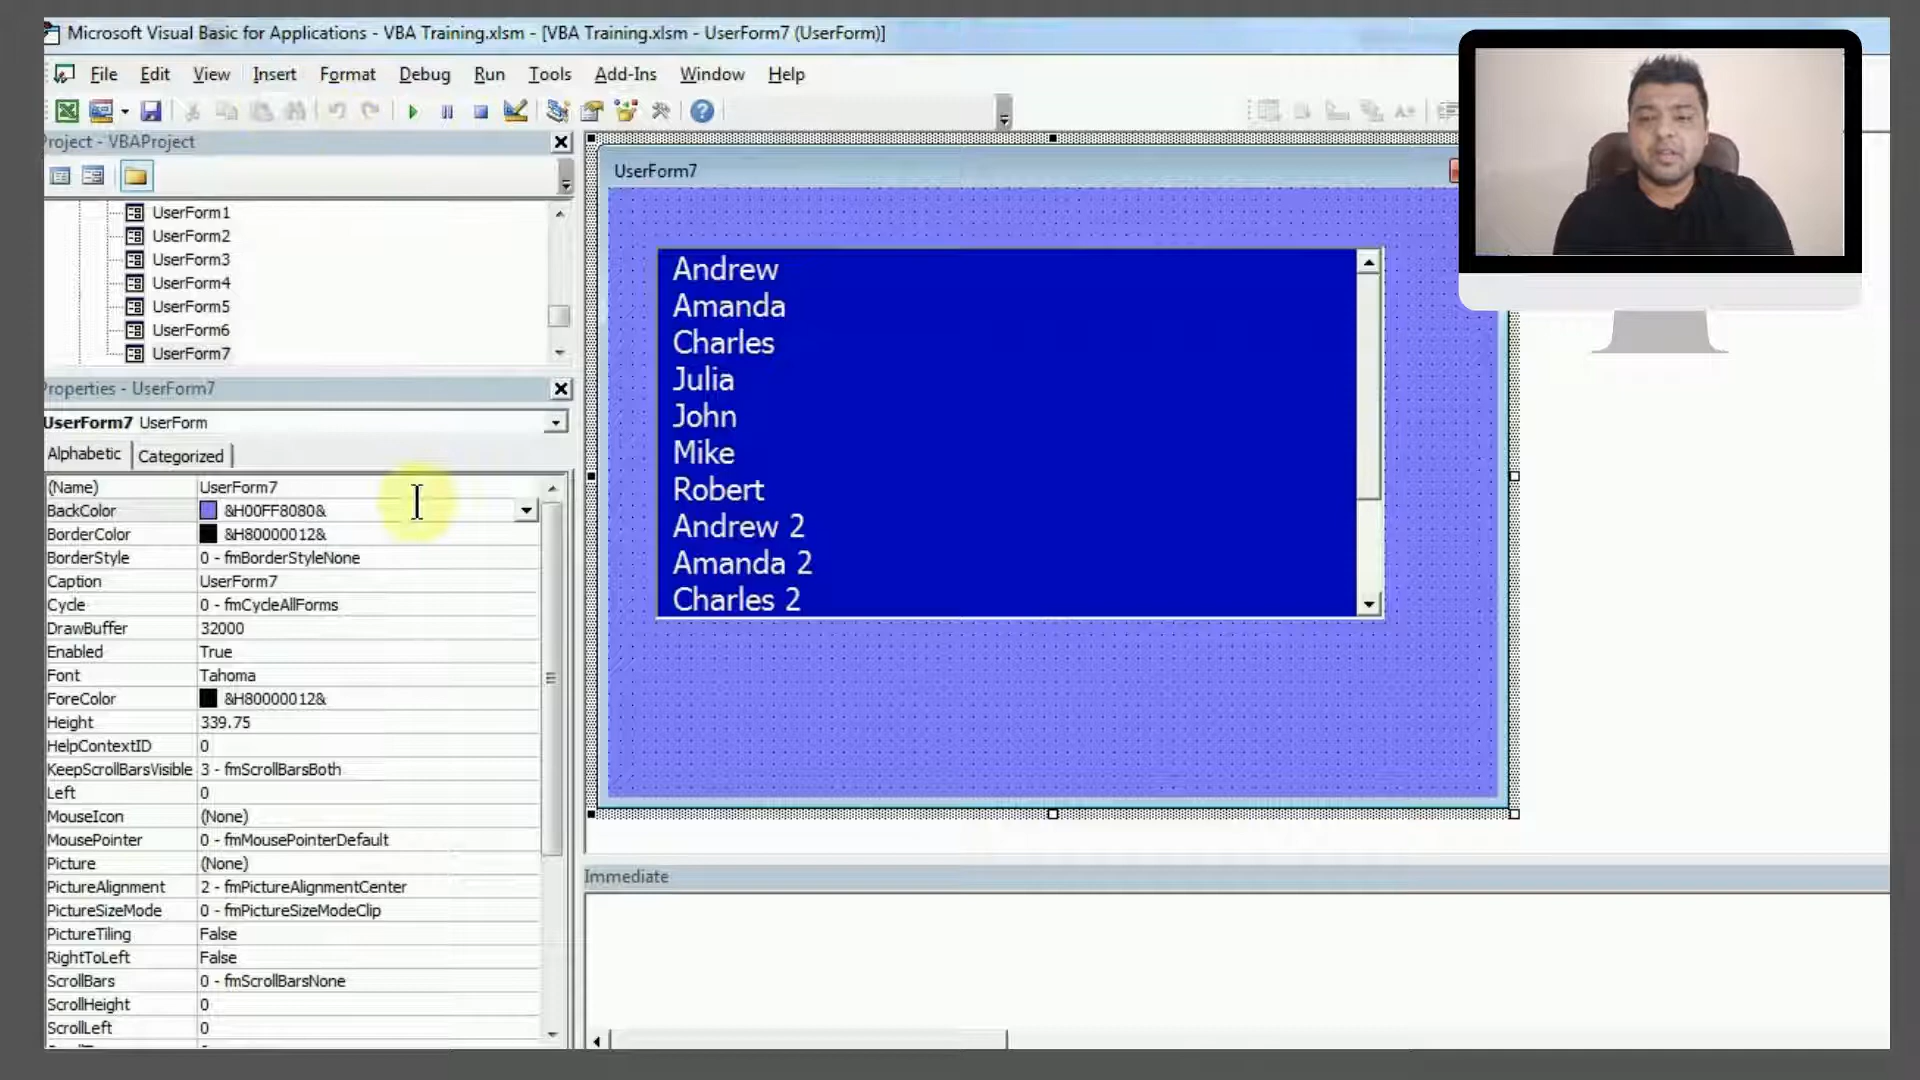 Microsoft Visual Basic for Applications - VBA Training.xlsm - [VBA Training.xlsm - UserForm7 (UserForm)]
File Edit View Insert Format Debug Run Tools Add-Ins Window Help
roject - VBAProject
UserForm1
UserForm2
UserForm3
UserForm4
UserForm5
UserForm6
UserForm7
roperties - UserForm7
UserForm7 UserForm
Alphabetic Categorized
(Name) UserForm7
BackColor &H00FF8080&
BorderColor &H80000012&
BorderStyle 0 - fmBorderStyleNone
Caption UserForm7
Cycle 0 - fmCycleAllForms
DrawBuffer 32000
Enabled True
Font Tahoma
ForeColor &H80000012&
Height 339.75
HelpContextID 0
KeepScrollBarsVisible 3 - fmScrollBarsBoth
Left 0
MouseIcon (None)
MousePointer 0 - fmMousePointerDefault
Picture (None)
PictureAlignment 2 - fmPictureAlignmentCenter
PictureSizeMode 0 - fmPictureSizeModeClip
PictureTiling False
RightToLeft False
ScrollBars 0 - fmScrollBarsNone
ScrollHeight 0
ScrollLeft 0
UserForm7
Andrew
Amanda
Charles
Julia
John
Mike
Robert
Andrew 2
Amanda 2
Charles 2
Immediate